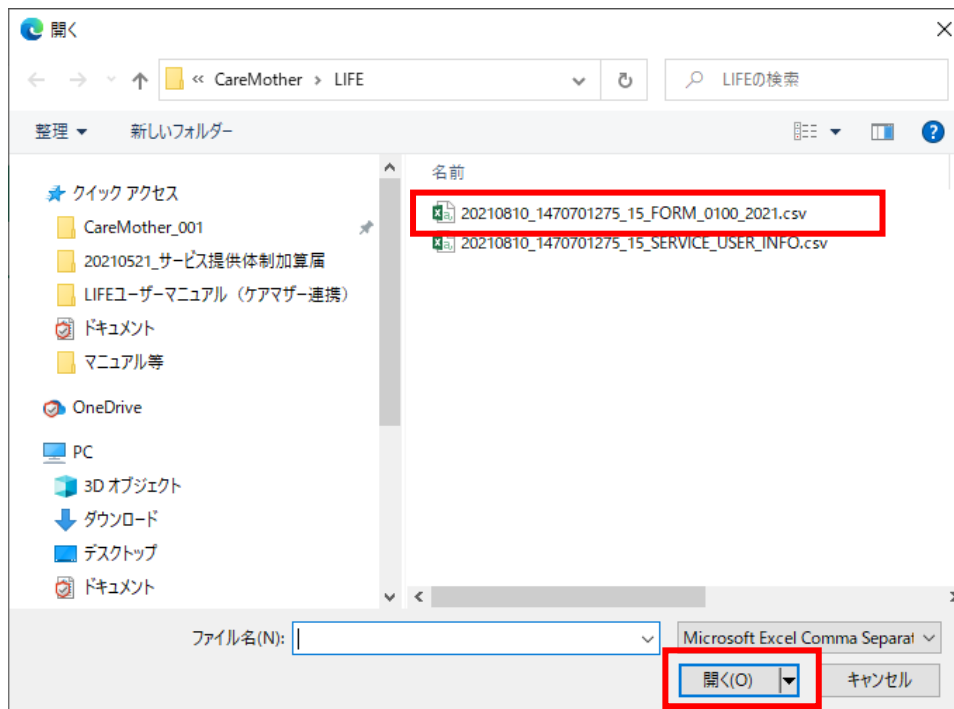 開く
« CareMother › LIFE
LIFEの検索
整理
新しいフォルダー
名前
クイック アクセス
CareMother_001
20210521_サービス提供体制加算届
LIFEユーザーマニュアル（ケアマザー連携）
ドキュメント
マニュアル等
OneDrive
PC
3D オブジェクト
ダウンロード
デスクトップ
ドキュメント
20210810_1470701275_15_FORM_0100_2021.csv
20210810_1470701275_15_SERVICE_USER_INFO.csv
ファイル名(N):
Microsoft Excel Comma Separat
開く(O)
キャンセル